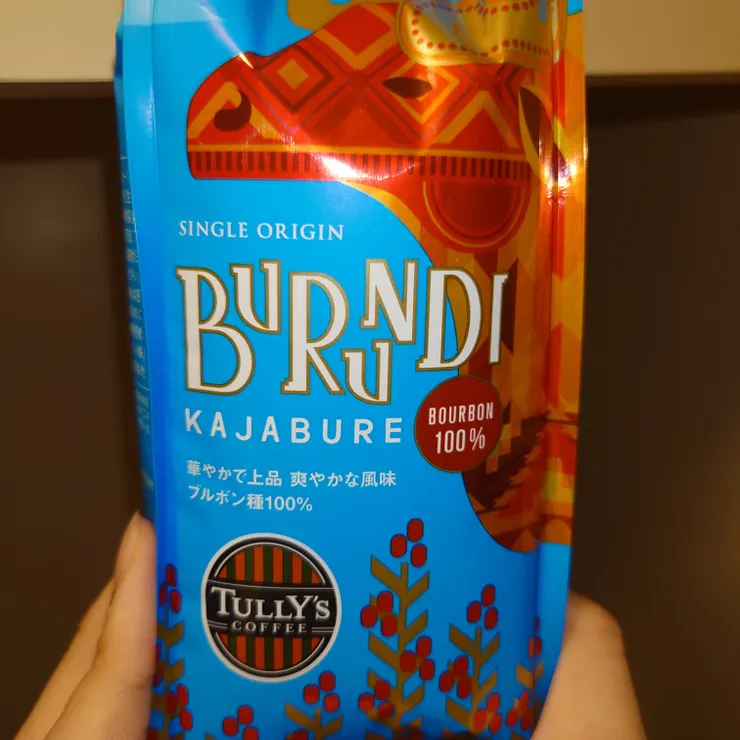 SINGLE ORIGIN
BURUNDI
KAJABURE
BOURBON
100%
華やかで上品 爽やかな風味
ブルボン種100%
TULLY'S
COFFEE